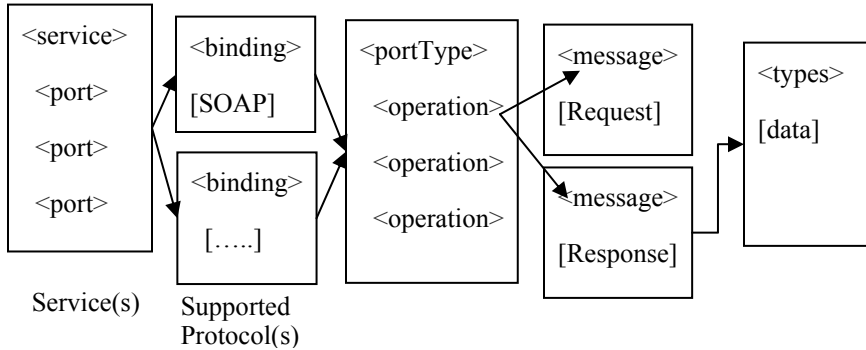 <service>
<port>
<port>
<port>
<binding>
[SOAP]
<binding>
[…..]
<portType>
<operation>
<operation>
<operation>
<message>
[Request]
<message>
[Response]
<types>
[data]
Service(s)
Supported
Protocol(s)